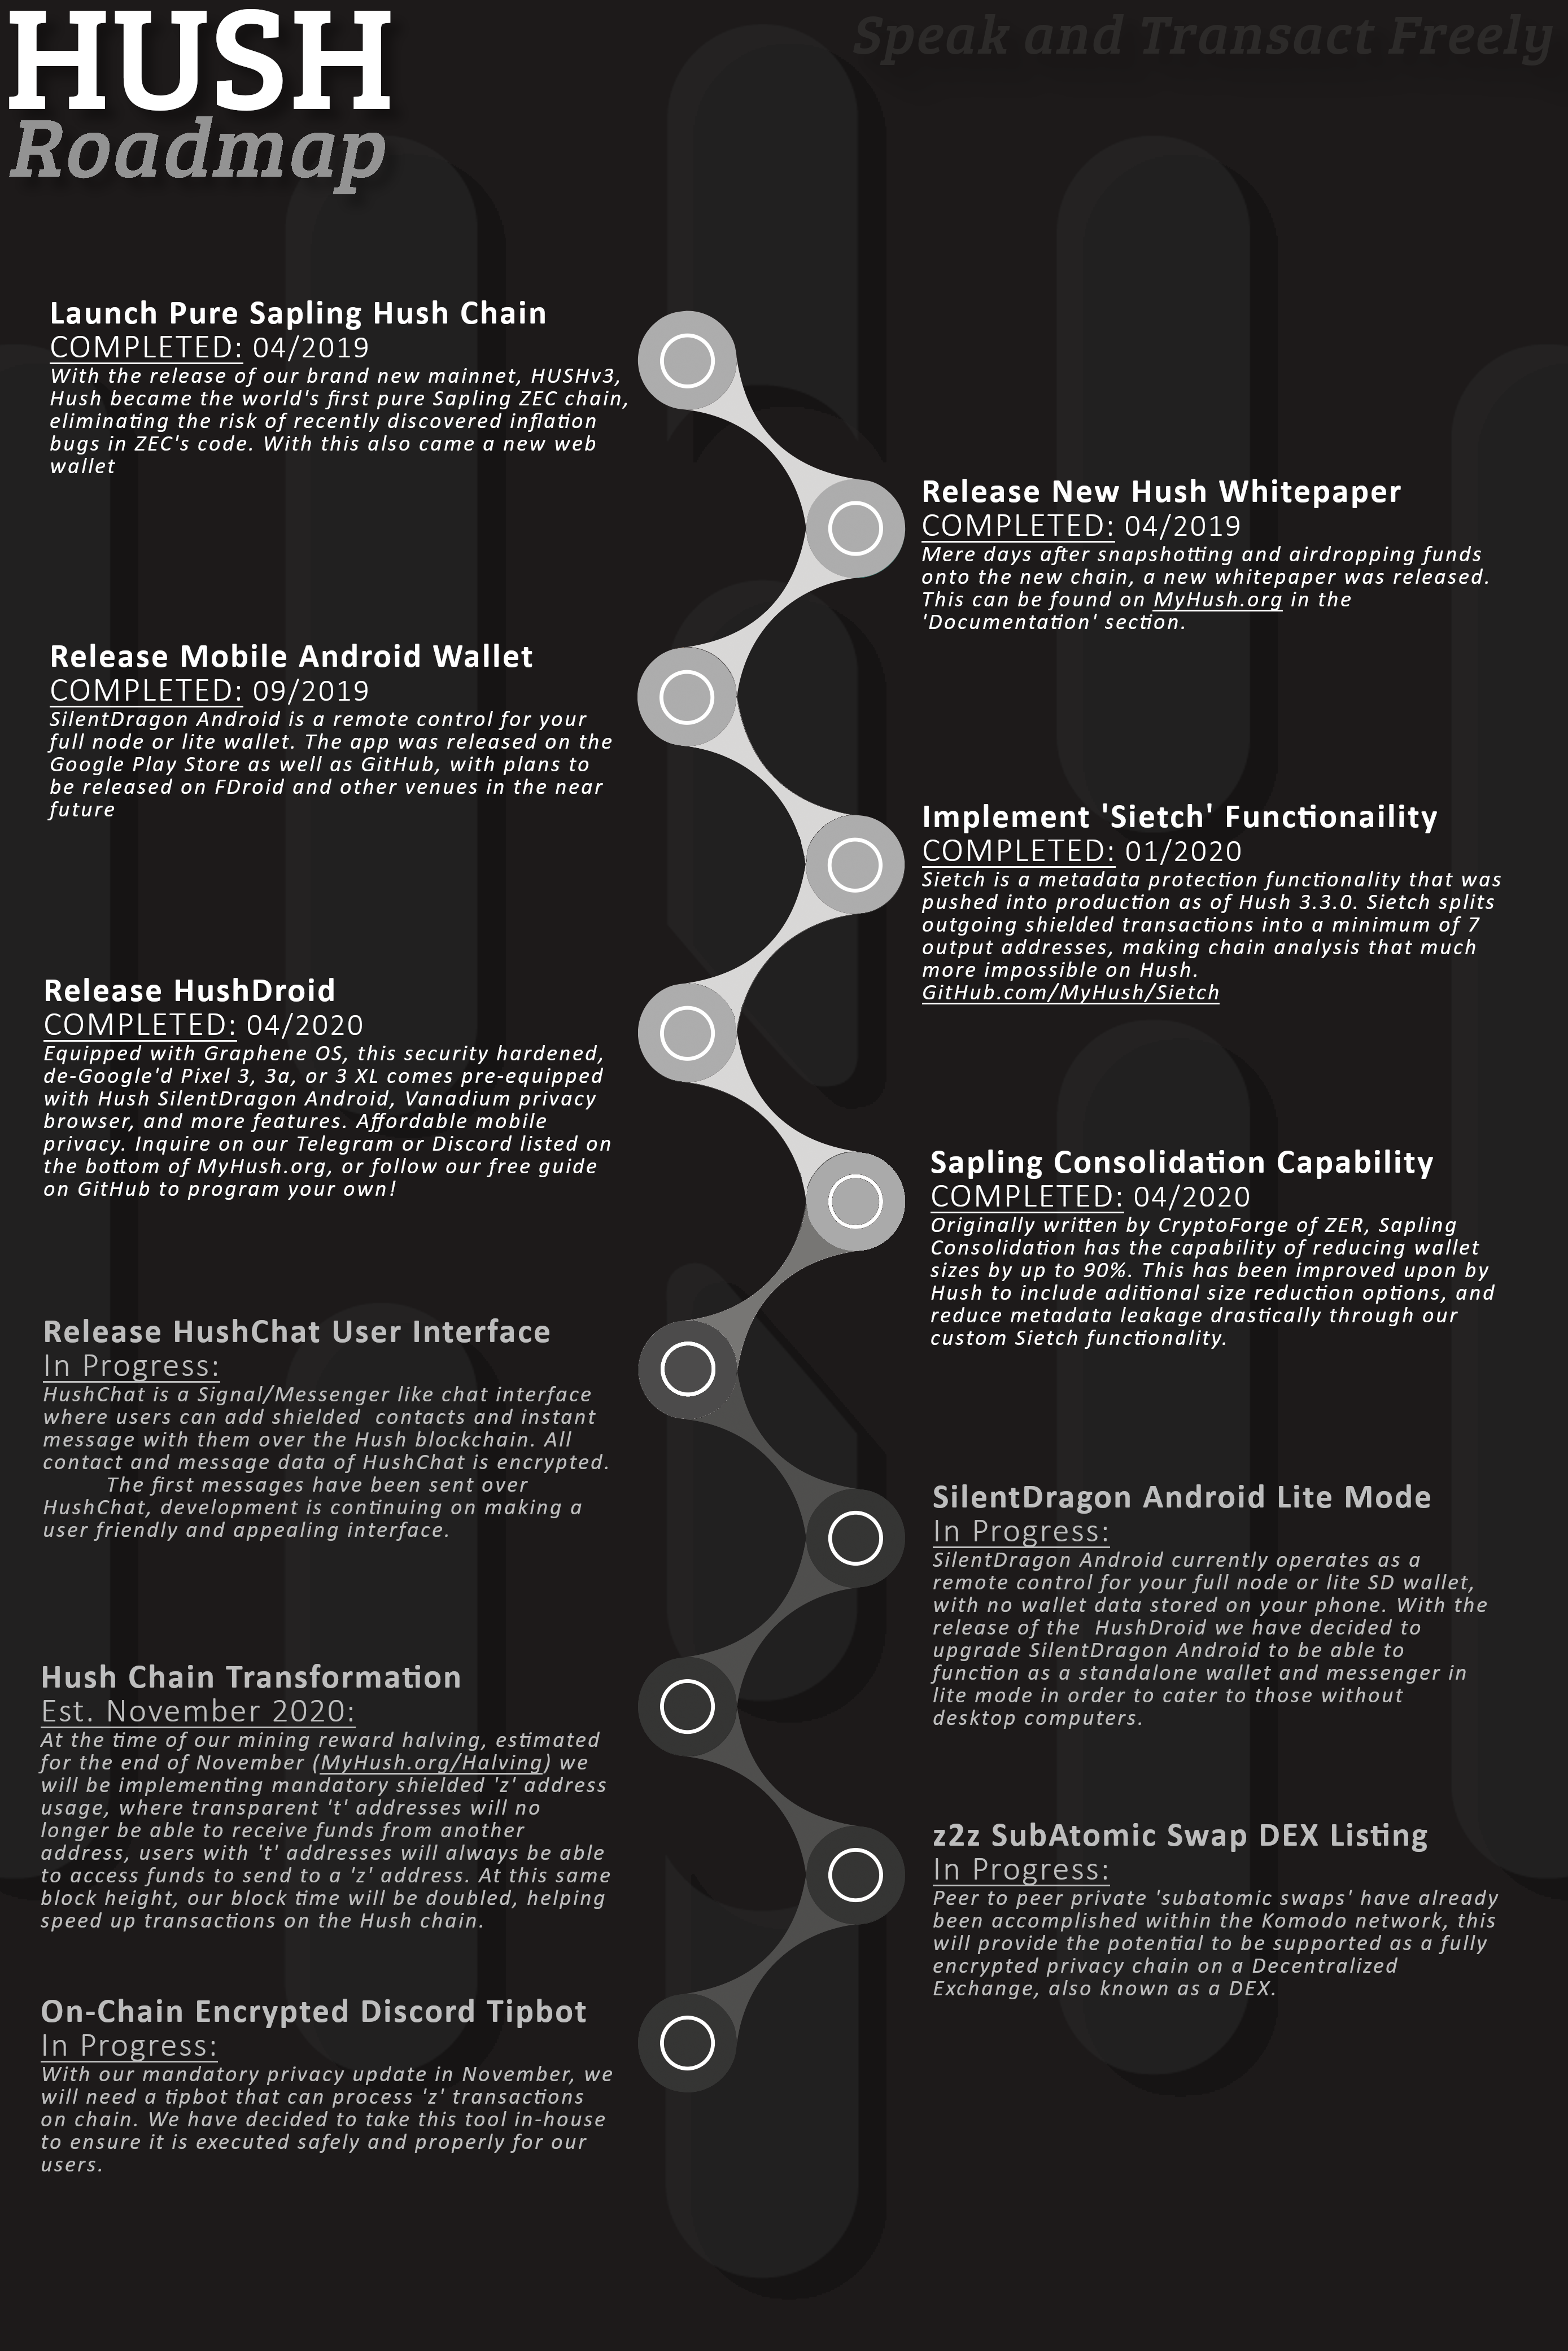 HUSH
Roadmap
Speak and Transact Freely
Launch Pure Sapling Hush Chain
COMPLETED: 04/2019
With the release of our brand new mainnet, HUSHv3,
Hush became the world's first pure Sapling ZEC chain,
eliminating the risk of recently discovered inflation
bugs in ZEC's code. With this also came a new web
wallet
Release New Hush Whitepaper
COMPLETED: 04/2019
Mere days after snapshotting and airdropping funds
onto the new chain, a new whitepaper was released.
This can be found on MyHush.org in the
'Documentation' section.
Release Mobile Android Wallet
COMPLETED: 09/2019
SilentDragon Android is a remote control for your
full node or lite wallet. The app was released on the
Google Play Store as well as GitHub, with plans to
be released on FDroid and other venues in the near
future
Implement 'Sietch' Functionaility
COMPLETED: 01/2020
Sietch is a metadata protection functionality that was
pushed into production as of Hush 3.3.0. Sietch splits
outgoing shielded transactions into a minimum of 7
output addresses, making chain analysis that much
more impossible on Hush.
GitHub.com/MyHush/Sietch
Release HushDroid
COMPLETED: 04/2020
Equipped with Graphene OS, this security hardened,
de-Google'd Pixel 3, 3a, or 3 XL comes pre-equipped
with Hush SilentDragon Android, Vanadium privacy
browser, and more features. Affordable mobile
privacy. Inquire on our Telegram or Discord listed on
the bottom of MyHush.org, or follow our free guide
on GitHub to program your own!
Sapling Consolidation Capability
COMPLETED: 04/2020
Originally written by CryptoForge of ZER, Sapling
Consolidation has the capability of reducing wallet
sizes by up to 90%. This has been improved upon by
Hush to include aditional size reduction options, and
reduce metadata leakage drastically through our
custom Sietch functionality.
Release HushChat User Interface
In Progress:
HushChat is a Signal/Messenger like chat interface
where users can add shielded contacts and instant
message with them over the Hush blockchain. All
contact and message data of HushChat is encrypted.
The first messages have been sent over
HushChat, development is continuing on making a
user friendly and appealing interface.
SilentDragon Android Lite Mode
In Progress:
SilentDragon Android currently operates as a
remote control for your full node or lite SD wallet,
with no wallet data stored on your phone. With the
release of the HushDroid we have decided to
upgrade SilentDragon Android to be able to
function as a standalone wallet and messenger in
lite mode in order to cater to those without
desktop computers.
Hush Chain Transformation
Est. November 2020:
At the time of our mining reward halving, estimated
for the end of November (MyHush.org/Halving) we
will be implementing mandatory shielded 'z' address
usage, where transparent 't' addresses will no
longer be able to receive funds from another
address, users with 't' addresses will always be able
to access funds to send to a 'z' address. At this same
block height, our block time will be doubled, helping
speed up transactions on the Hush chain.
z2z SubAtomic Swap DEX Listing
In Progress:
Peer to peer private 'subatomic swaps' have already
been accomplished within the Komodo network, this
will provide the potential to be supported as a fully
encrypted privacy chain on a Decentralized
Exchange, also known as a DEX.
On-Chain Encrypted Discord Tipbot
In Progress:
With our mandatory privacy update in November, we
will need a tipbot that can process 'z' transactions
on chain. We have decided to take this tool in-house
to ensure it is executed safely and properly for our
users.